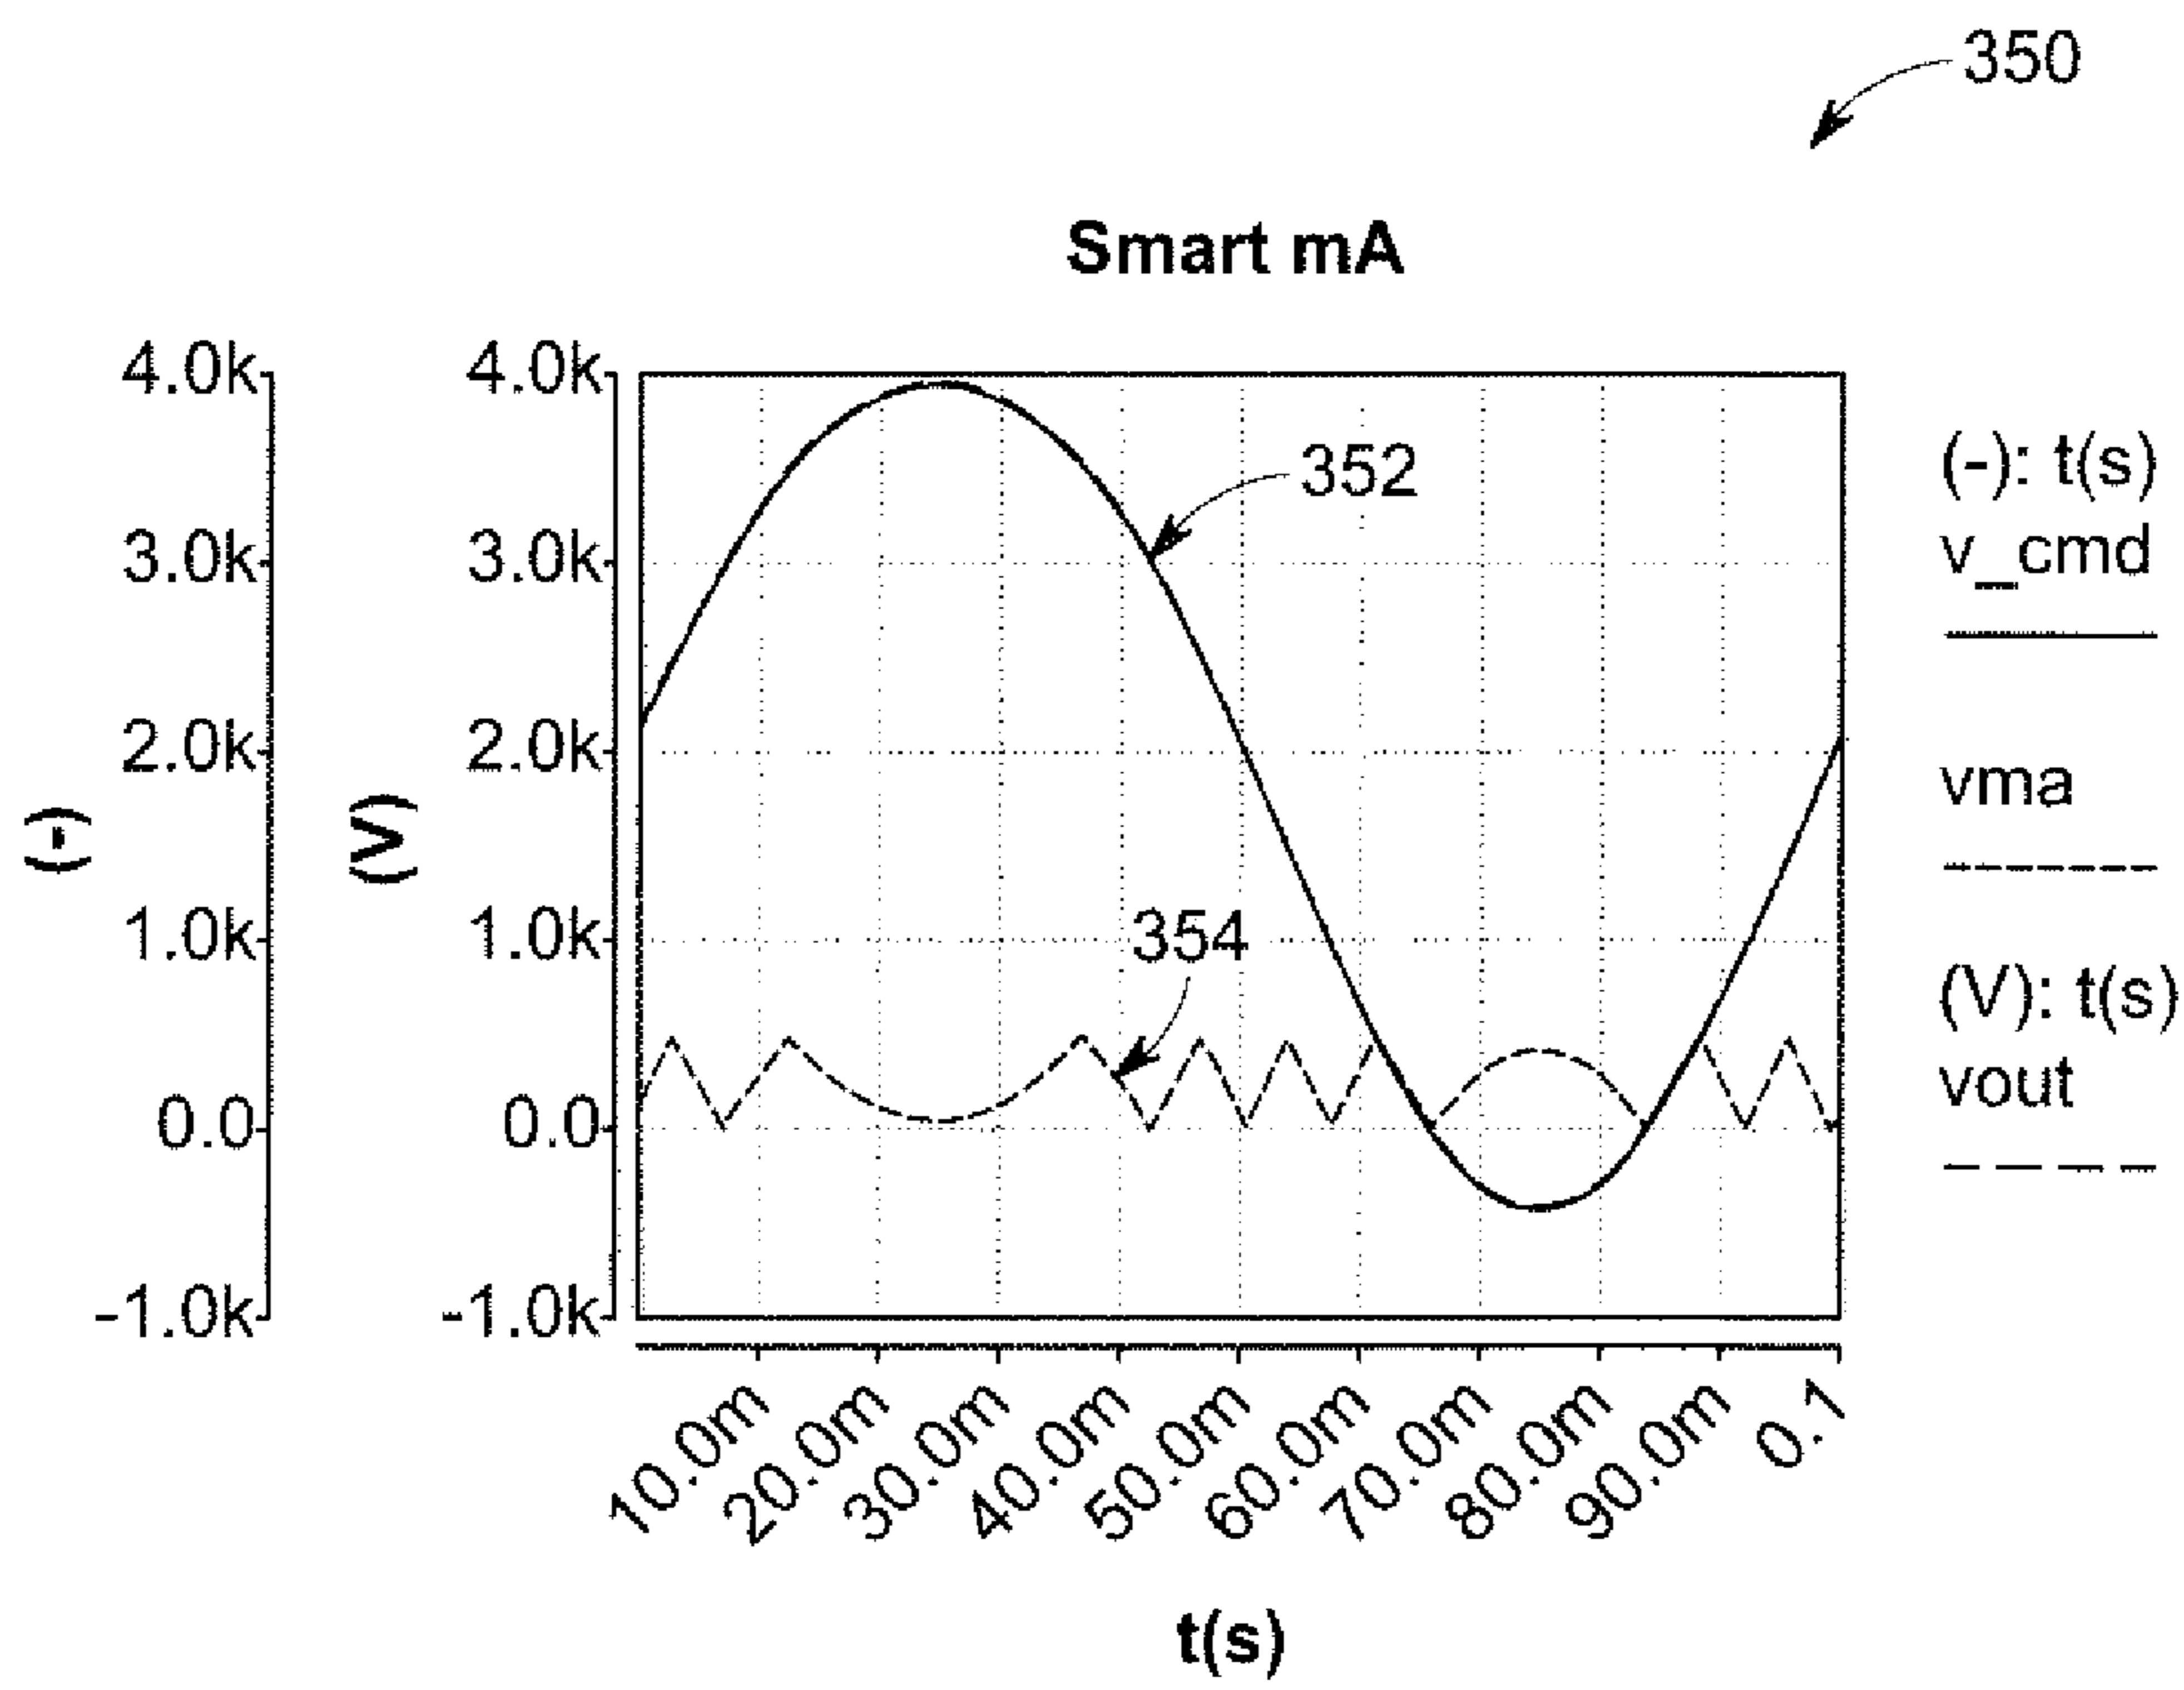 350
Smart mA
4.0k
3.0k
2.0k
1.0k
0.0
-1.0k
(-)
4.0k
3.0k
2.0k
1.0k
0.0
-1.0k
(V)
352
354
(-): t(s)
v_cmd
vma
(V): t(s)
vout
10.0m
20.0m
30.0m
40.0m
50.0m
60.0m
70.0m
80.0m
90.0m
0.1
t(s)